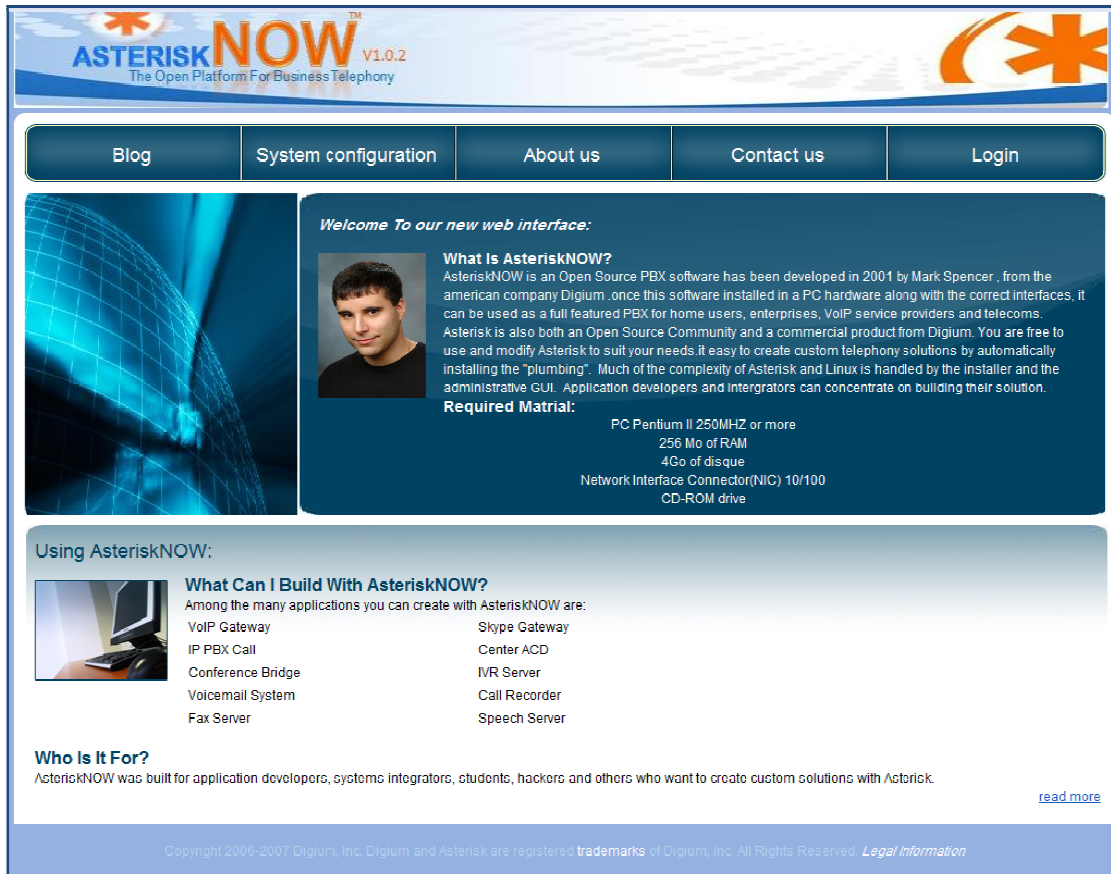 ASTERISKNOW™ V1.0.2
The Open Platform For Business Telephony
Blog
System configuration
About us
Contact us
Login
Welcome To our new web interface:
What Is AsteriskNOW?
AsteriskNOW is an Open Source PBX software has been developed in 2001 by Mark Spencer , from the
american company Digium .once this software installed in a PC hardware along with the correct interfaces, it
can be used as a full featured PBX for home users, enterprises, VoIP service providers and telecoms.
Asterisk is also both an Open Source Community and a commercial product from Digium. You are free to
use and modify Asterisk to suit your needs.it easy to create custom telephony solutions by automatically
installing the "plumbing". Much of the complexity of Asterisk and Linux is handled by the installer and the
administrative GUI. Application developers and intergrators can concentrate on building their solution.
Required Matrial:
PC Pentium II 250MHZ or more
256 Mo of RAM
4Go of disque
Network Interface Connector(NIC) 10/100
CD-ROM drive
Using AsteriskNOW:
What Can I Build With AsteriskNOW?
Among the many applications you can create with AsteriskNOW are:
VoIP Gateway
Skype Gateway
IP PBX Call
Center ACD
Conference Bridge
IVR Server
Voicemail System
Call Recorder
Fax Server
Speech Server
Who Is It For?
AsteriskNOW was built for application developers, systems integrators, students, hackers and others who want to create custom solutions with Asterisk.
read more
Copyright 2006-2007 Digium, Inc. Digium and Asterisk are registered trademarks of Digium, Inc. All Rights Reserved. Legal Information